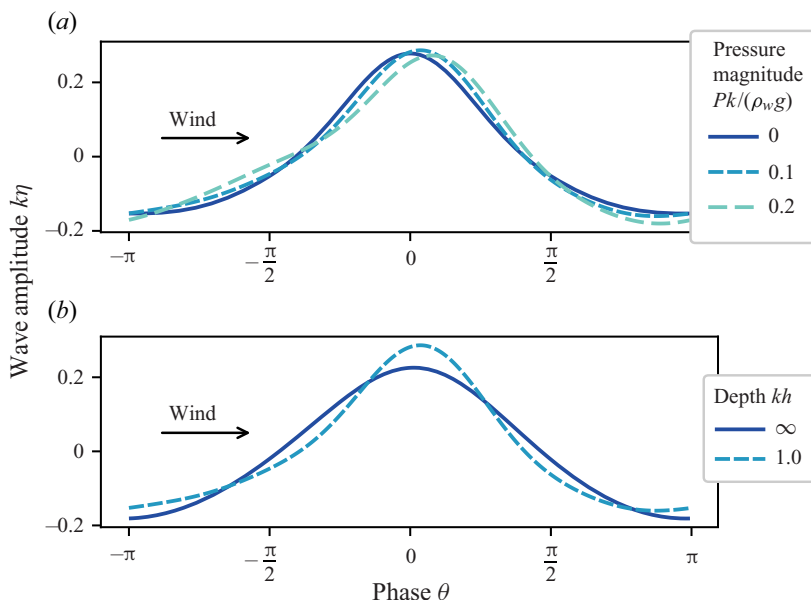 (a)
0.2
0
−0.2
Wind
−π
−π/2
0
π/2
Pressure
magnitude
Pk/(ρwg)
0
0.1
0.2
Wave amplitude kη
(b)
0.2
0
−0.2
Wind
−π
−π/2
0
π/2
π
Depth kh
∞
1.0
Phase θ